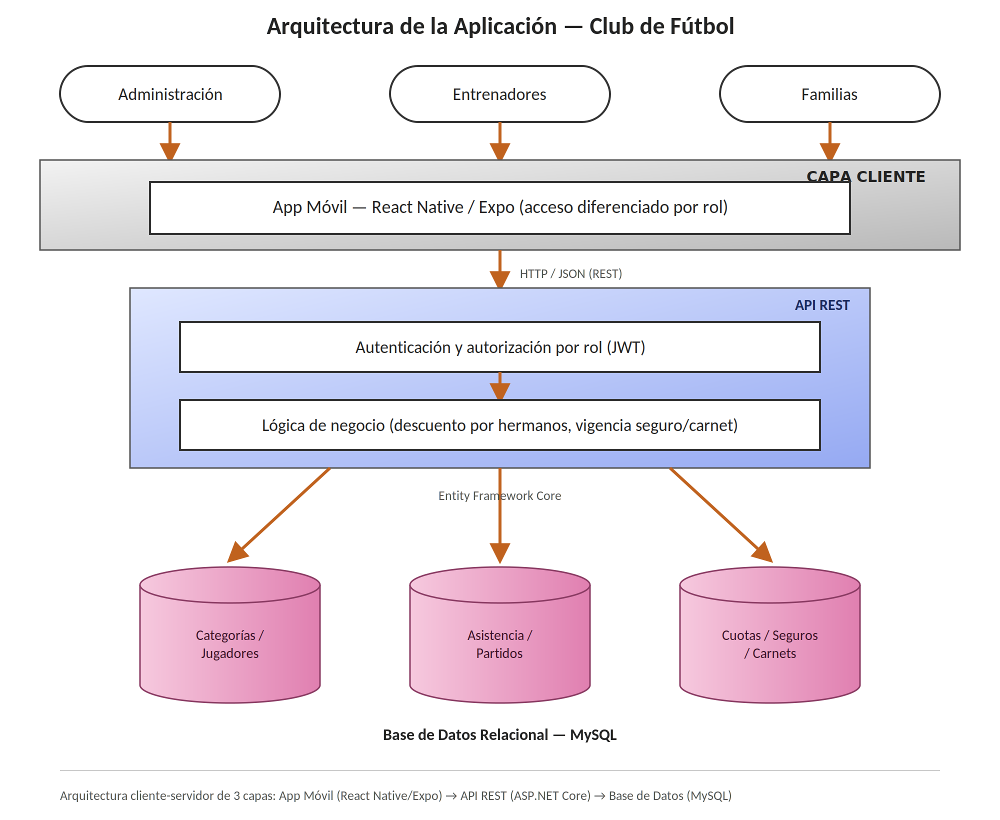 Arquitectura de la Aplicación — Club de Fútbol
Administración
Entrenadores
Familias
CAPA CLIENTE
App Móvil — React Native / Expo (acceso diferenciado por rol)
HTTP / JSON (REST)
API REST
Autenticación y autorización por rol (JWT)
Lógica de negocio (descuento por hermanos, vigencia seguro/carnet)
Entity Framework Core
Categorías /
Jugadores
Asistencia /
Partidos
Cuotas / Seguros
/ Carnets
Base de Datos Relacional — MySQL
Arquitectura cliente-servidor de 3 capas: App Móvil (React Native/Expo) → API REST (ASP.NET Core) → Base de Datos (MySQL)